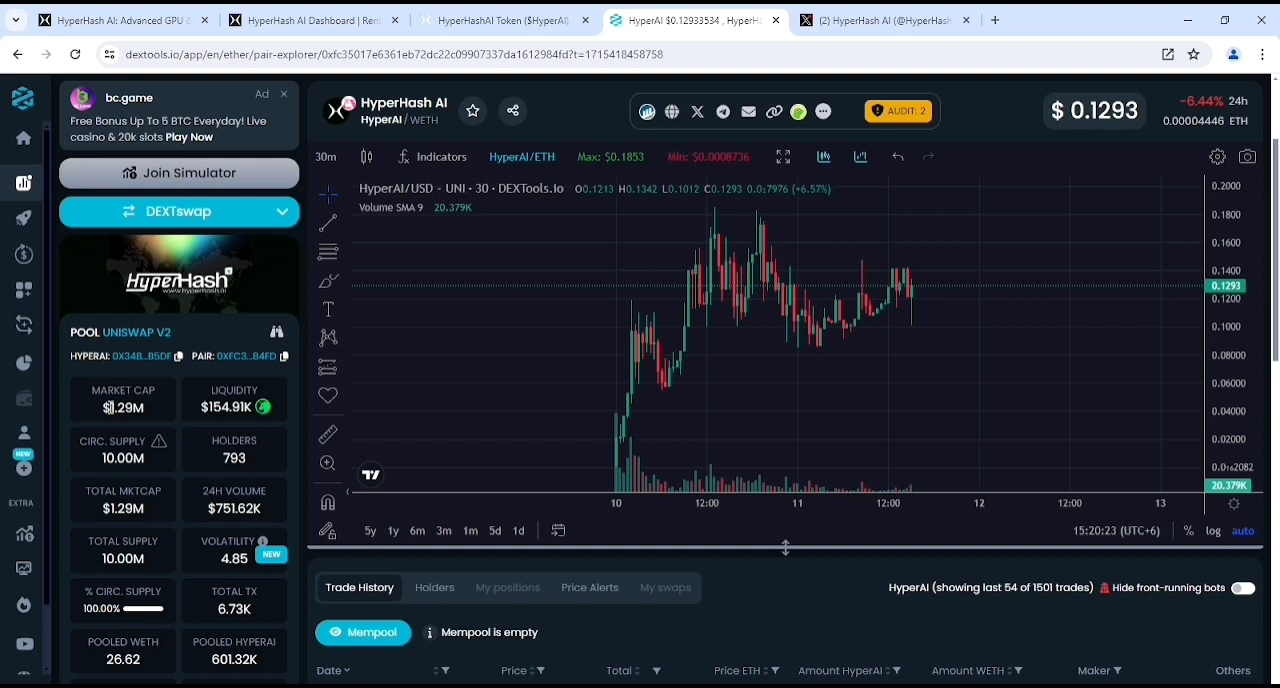 HyperHash AI: Advanced GPU &
HyperHash AI Dashboard | Rent
HyperHashAI Token ($HyperAI)
HyperAI $0.12933534 , HyperHa
(2) HyperHash AI (@HyperHash
dextools.io/app/en/ether/pair-explorer/0xfc35017e6361eb72dc22c09907337da1612984fd?t=1715418458758
bc.game
Ad
Free Bonus Up To 5 BTC Everyday! Live
casino & 20k slots Play Now
HyperHash AI
HyperAI / WETH
AUDIT: 2
$ 0.1293
-6.44% 24h
0.00004446 ETH
Join Simulator
30m
Indicators
HyperAI/ETH
Max: $0.1853
Min: $0.0008736
DEXTswap
HyperAI/USD - UNI · 30 · DEXTools.io O0.1213 H0.1342 L0.1012 C0.1293 0.0₂7976 (+6.57%)
Volume SMA 9 20.379K
HyperHash
www.hyperhash.ai
POOL UNISWAP V2
HYPERAI: 0X34B...B5DF PAIR: 0XFC3...84FD
MARKET CAP
$1.29M
LIQUIDITY
$154.91K
CIRC. SUPPLY
10.00M
HOLDERS
793
TOTAL MKTCAP
$1.29M
24H VOLUME
$751.62K
TOTAL SUPPLY
10.00M
VOLATILITY
4.85
NEW
% CIRC. SUPPLY
100.00%
TOTAL TX
6.73K
POOLED WETH
26.62
POOLED HYPERAI
601.32K
NEW
EXTRA
0.2000
0.1800
0.1600
0.1400
0.1293
0.1200
0.1000
0.08000
0.06000
0.04000
0.02000
0.0₁₆2082
20.379K
10
12:00
11
12:00
12
12:00
13
5y 1y 6m 3m 1m 5d 1d
15:20:23 (UTC+6)
% log auto
Trade History
Holders
My positions
Price Alerts
My swaps
HyperAI (showing last 54 of 1501 trades)
Hide front-running bots
Mempool
Mempool is empty
Date
Price
Total
Price ETH
Amount HyperAI
Amount WETH
Maker
Others